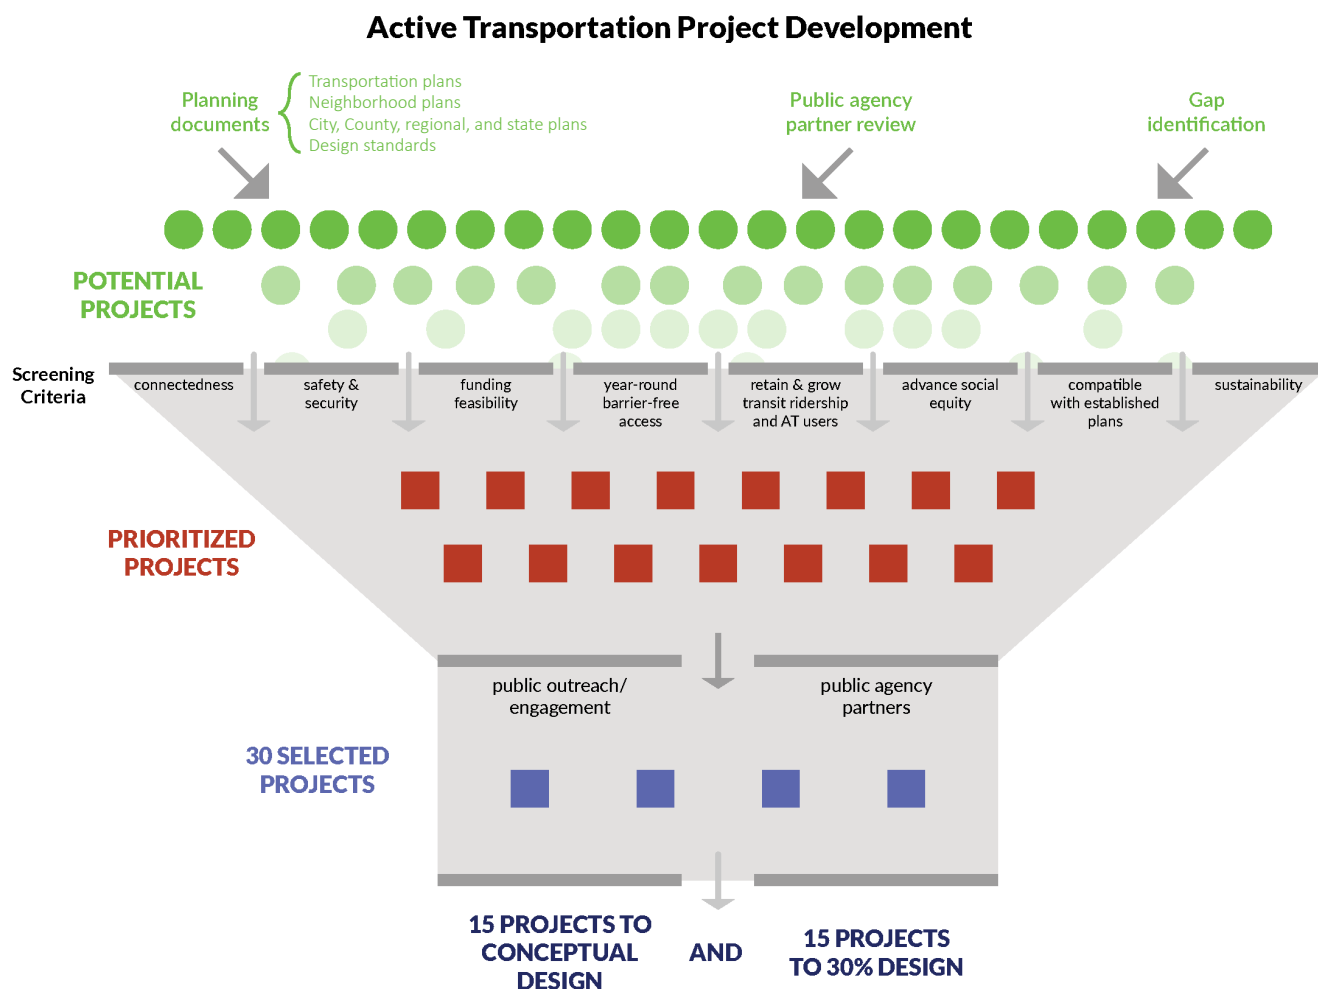 Active Transportation Project Development
Planning
documents
Transportation plans
Neighborhood plans
City, County, regional, and state plans
Design standards
Public agency
partner review
Gap
identification
POTENTIAL
PROJECTS
Screening
Criteria
connectedness
safety &
security
funding
feasibility
year-round
barrier-free
access
retain & grow
transit ridership
and AT users
advance social
equity
compatible
with established
plans
sustainability
PRIORITIZED
PROJECTS
public outreach/
engagement
public agency
partners
30 SELECTED
PROJECTS
15 PROJECTS TO
CONCEPTUAL
DESIGN
AND
15 PROJECTS
TO 30% DESIGN